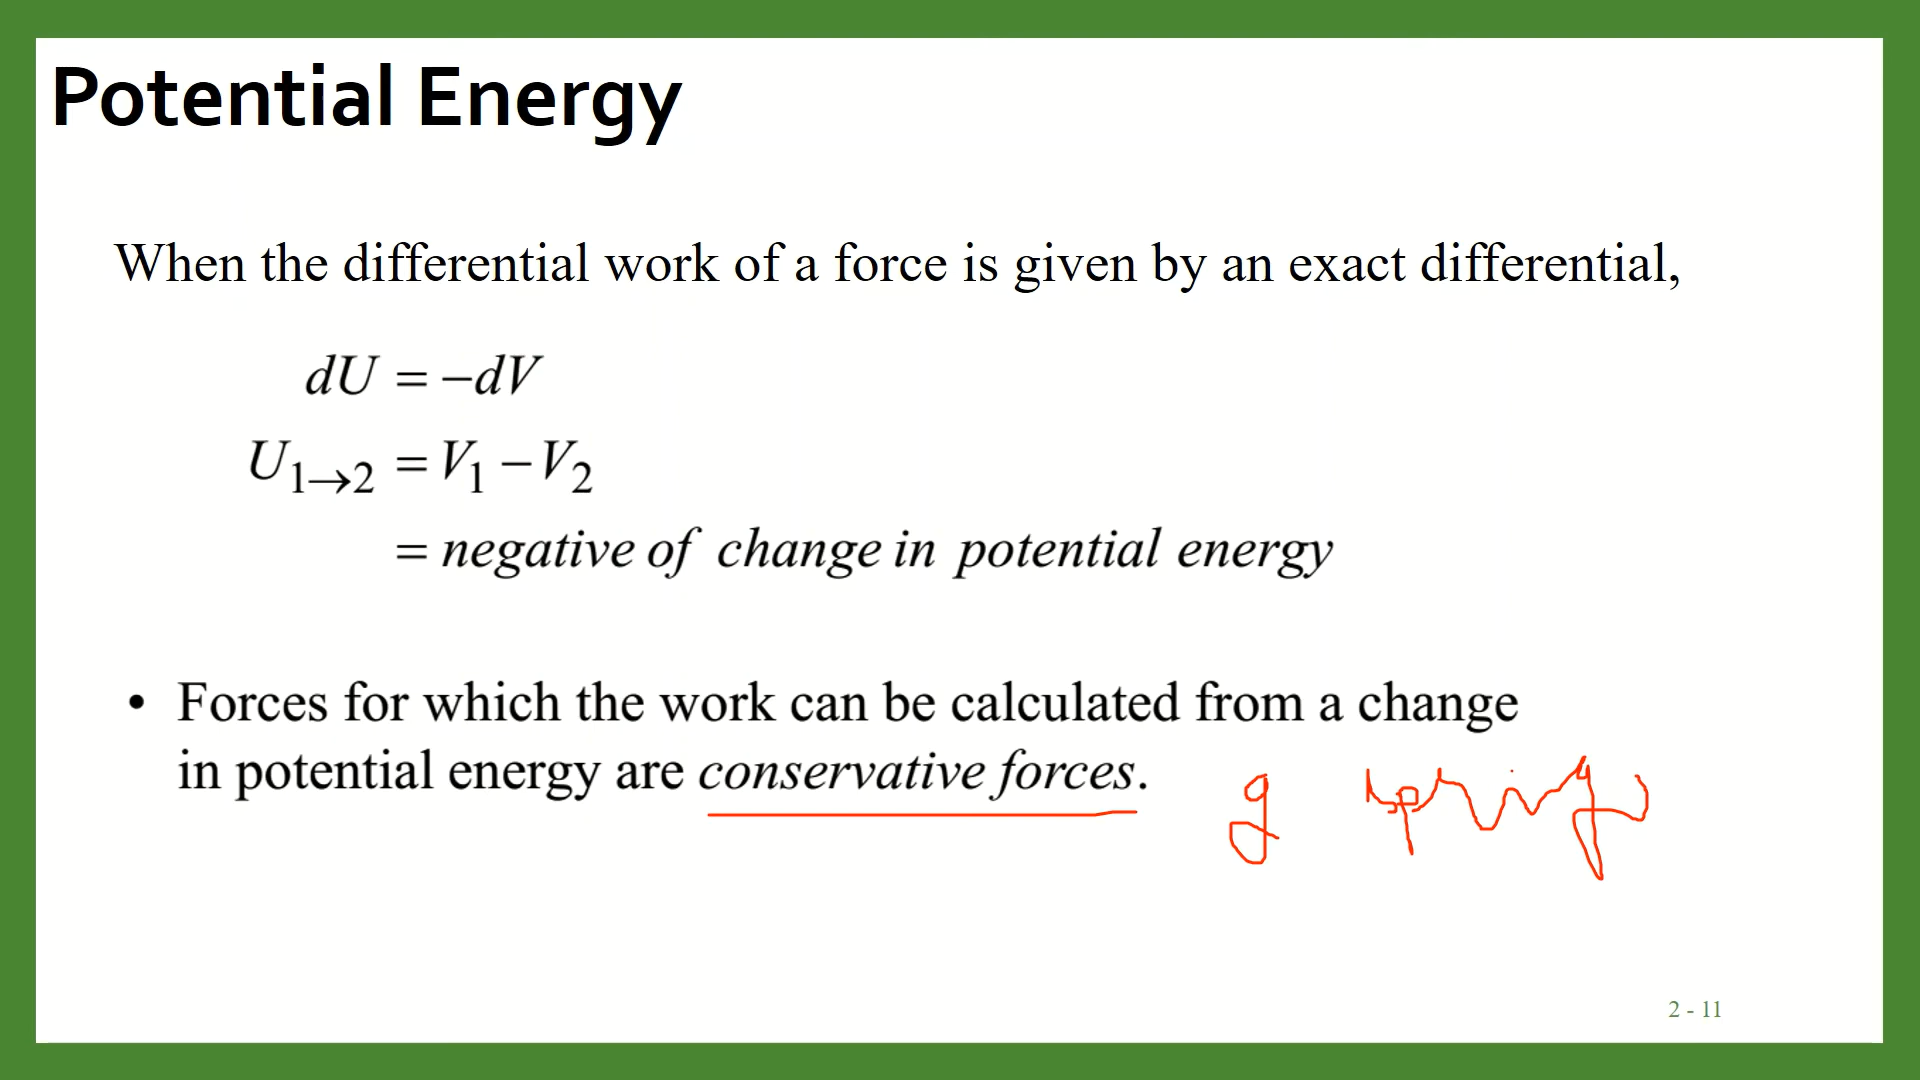 Potential Energy
When the differential work of a force is given by an exact differential,
dU = −dV
U₁→₂ = V₁ − V₂
= negative of change in potential energy
• Forces for which the work can be calculated from a change
in potential energy are conservative forces.
g spring
2 - 11